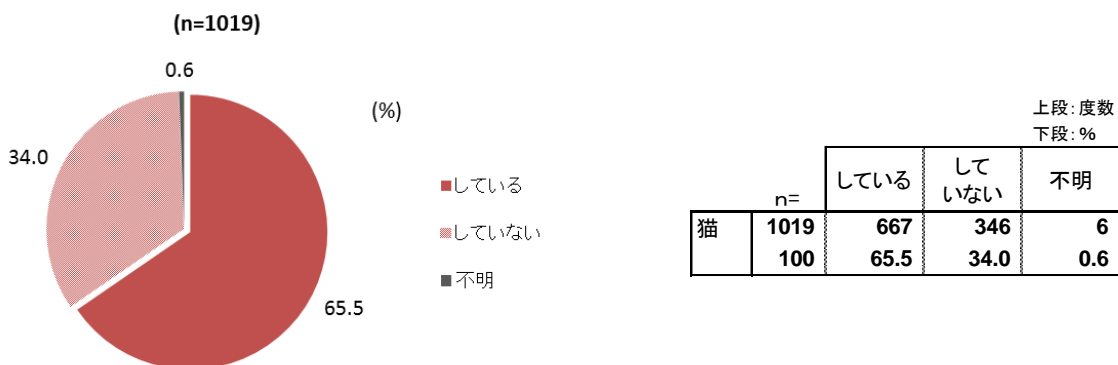 (n=1019)
0.6
(%)
34.0
65.5
■している
■していない
■不明
上段：度数
下段：%
n= している して いない 不明
猫 1019 667 346 6
100 65.5 34.0 0.6